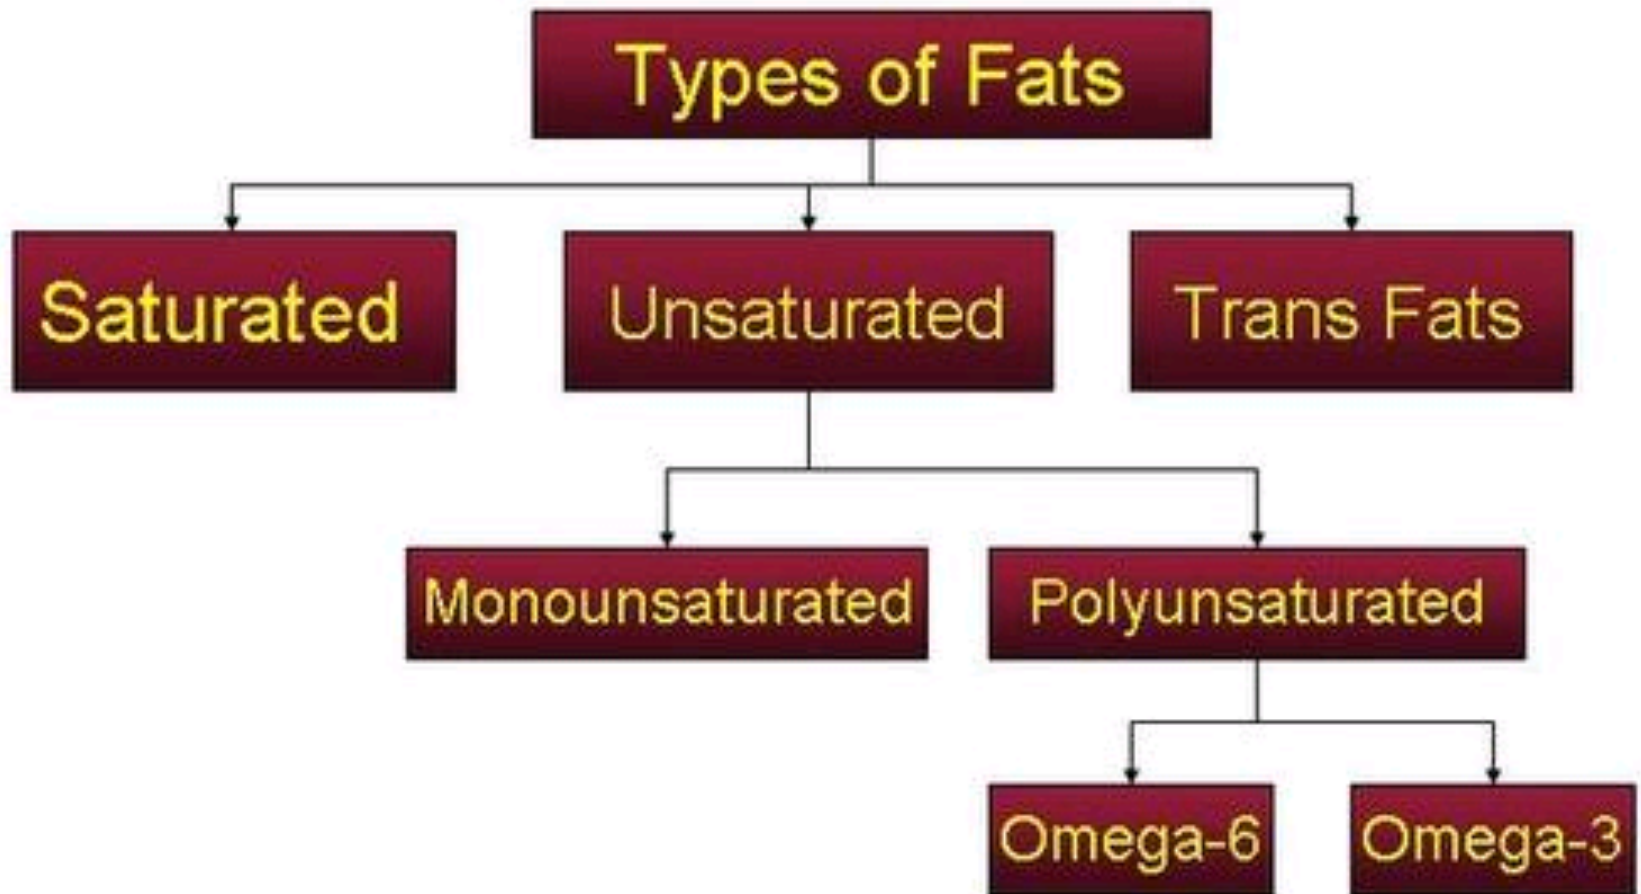 Types of Fats
Saturated
Unsaturated
Trans Fats
Monounsaturated
Polyunsaturated
Omega-6
Omega-3